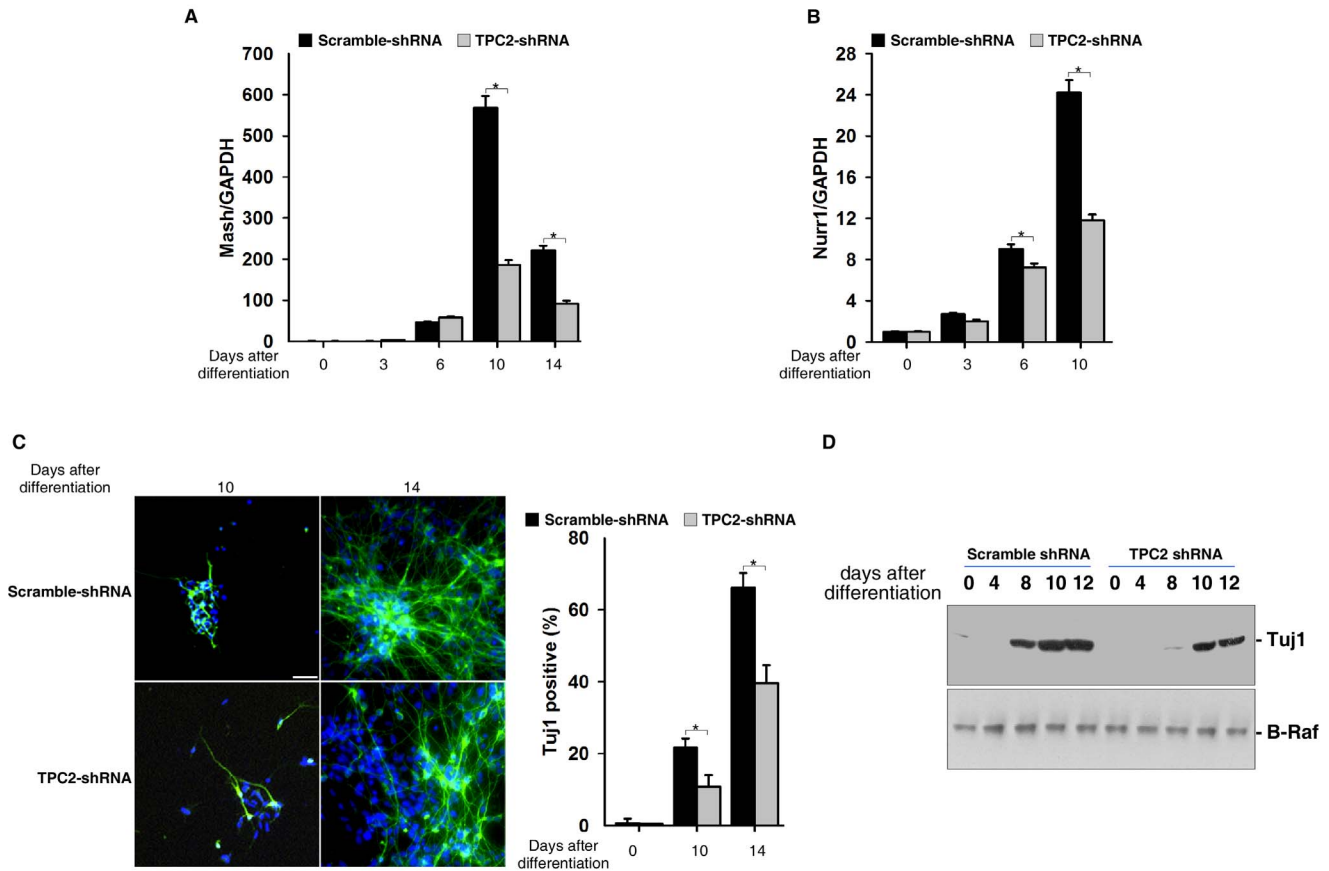 A
Scramble-shRNA TPC2-shRNA
700
600
500
400
300
200
100
0
Mash/GAPDH
*
*
Days after
differentiation
0 3 6 10 14
B
Scramble-shRNA TPC2-shRNA
28
24
20
16
12
8
4
0
Nurr1/GAPDH
*
*
Days after
differentiation
0 3 6 10
C
Days after
differentiation
10 14
Scramble-shRNA
TPC2-shRNA
Scramble-shRNA TPC2-shRNA
80
60
40
20
0
Tuj1 positive (%)
*
*
Days after
differentiation
0 10 14
D
Scramble shRNA TPC2 shRNA
days after
differentiation
0 4 8 10 12 0 4 8 10 12
- Tuj1
- B-Raf